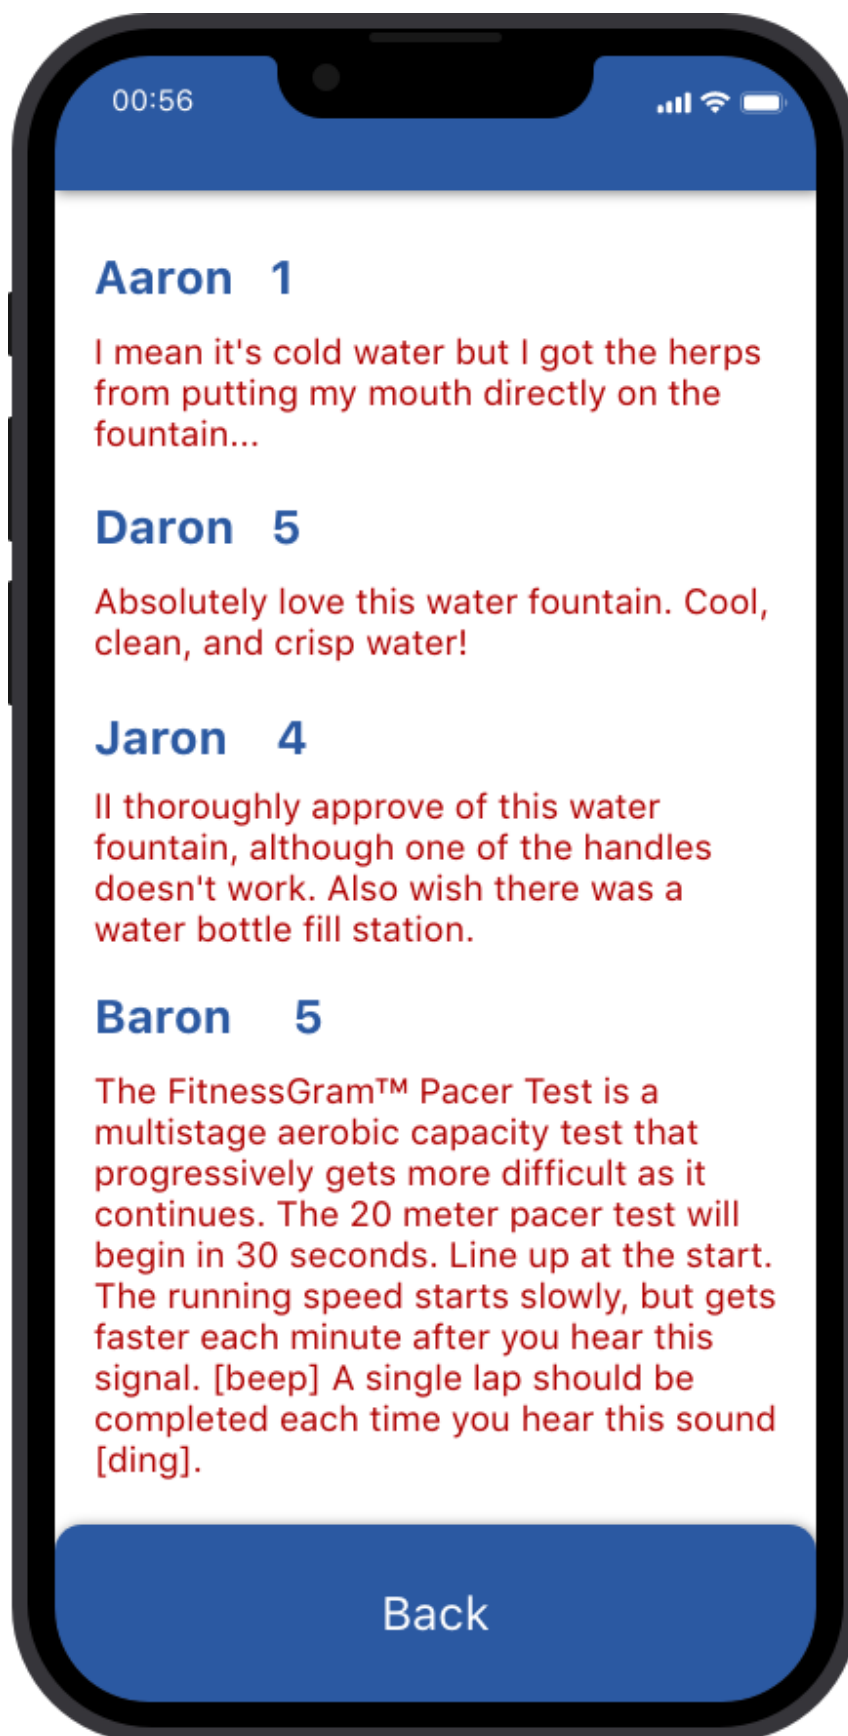 00:56
Aaron 1
I mean it's cold water but I got the herps
from putting my mouth directly on the
fountain...
Daron 5
Absolutely love this water fountain. Cool,
clean, and crisp water!
Jaron 4
II thoroughly approve of this water
fountain, although one of the handles
doesn't work. Also wish there was a
water bottle fill station.
Baron 5
The FitnessGram™ Pacer Test is a
multistage aerobic capacity test that
progressively gets more difficult as it
continues. The 20 meter pacer test will
begin in 30 seconds. Line up at the start.
The running speed starts slowly, but gets
faster each minute after you hear this
signal. [beep] A single lap should be
completed each time you hear this sound
[ding].
Back